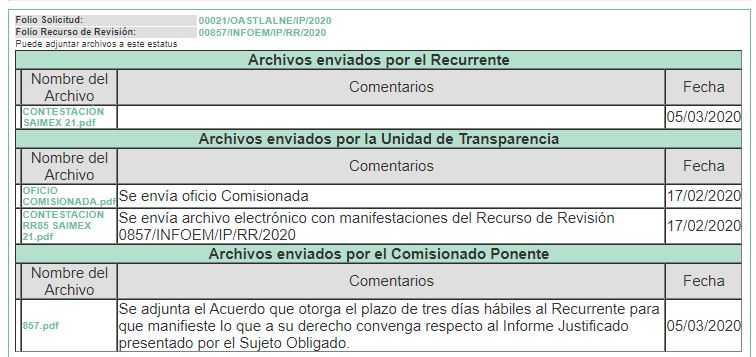 Folio Solicitud: 00021/OASTLALNE/IP/2020
Folio Recurso de Revisión: 00857/INFOEM/IP/RR/2020
Puede adjuntar archivos a este estatus
Archivos enviados por el Recurrente
Nombre del Archivo Comentarios Fecha
CONTESTACIÓN SAIMEX 21.pdf 05/03/2020
Archivos enviados por la Unidad de Transparencia
Nombre del Archivo Comentarios Fecha
OFICIO COMISIONADA.pdf Se envía oficio Comisionada 17/02/2020
CONTESTACION RR85 SAIMEX 21.pdf Se envía archivo electrónico con manifestaciones del Recurso de Revisión
0857/INFOEM/IP/RR/2020 17/02/2020
Archivos enviados por el Comisionado Ponente
Nombre del Archivo Comentarios Fecha
857.pdf Se adjunta el Acuerdo que otorga el plazo de tres días hábiles al Recurrente para
que manifieste lo que a su derecho convenga respecto al Informe Justificado
presentado por el Sujeto Obligado. 05/03/2020